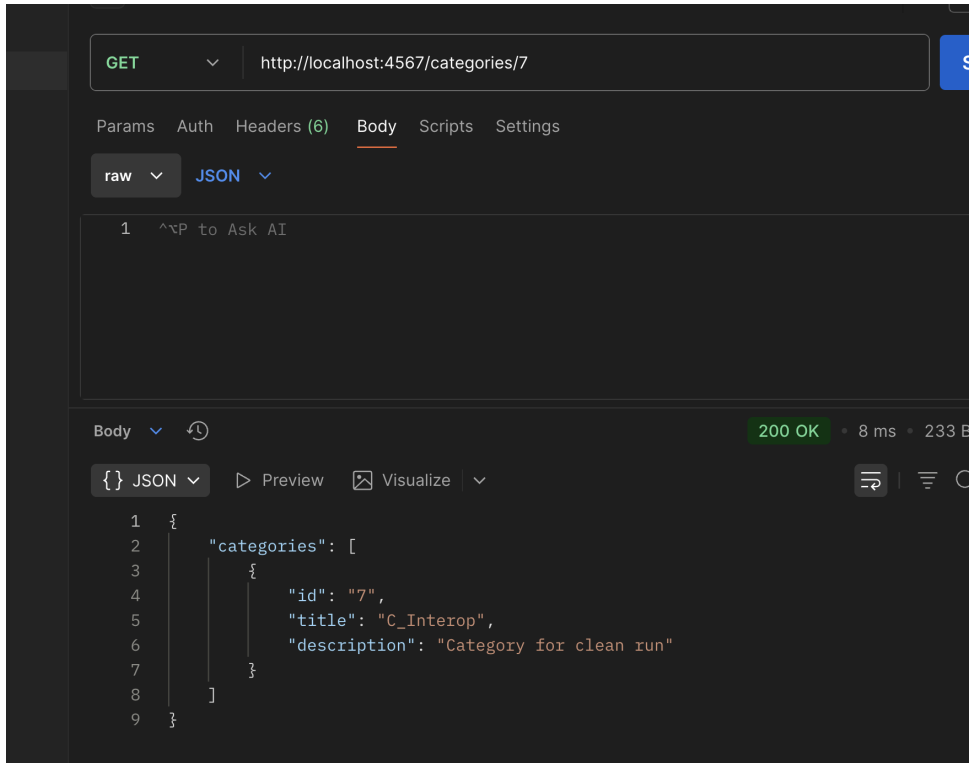 GET http://localhost:4567/categories/7 S
Params Auth Headers (6) Body Scripts Settings
raw JSON
1 ^⌥P to Ask AI
Body 200 OK • 8 ms • 233 B
{} JSON Preview Visualize
1 {
2 "categories": [
3 {
4 "id": "7",
5 "title": "C_Interop",
6 "description": "Category for clean run"
7 }
8 ]
9 }